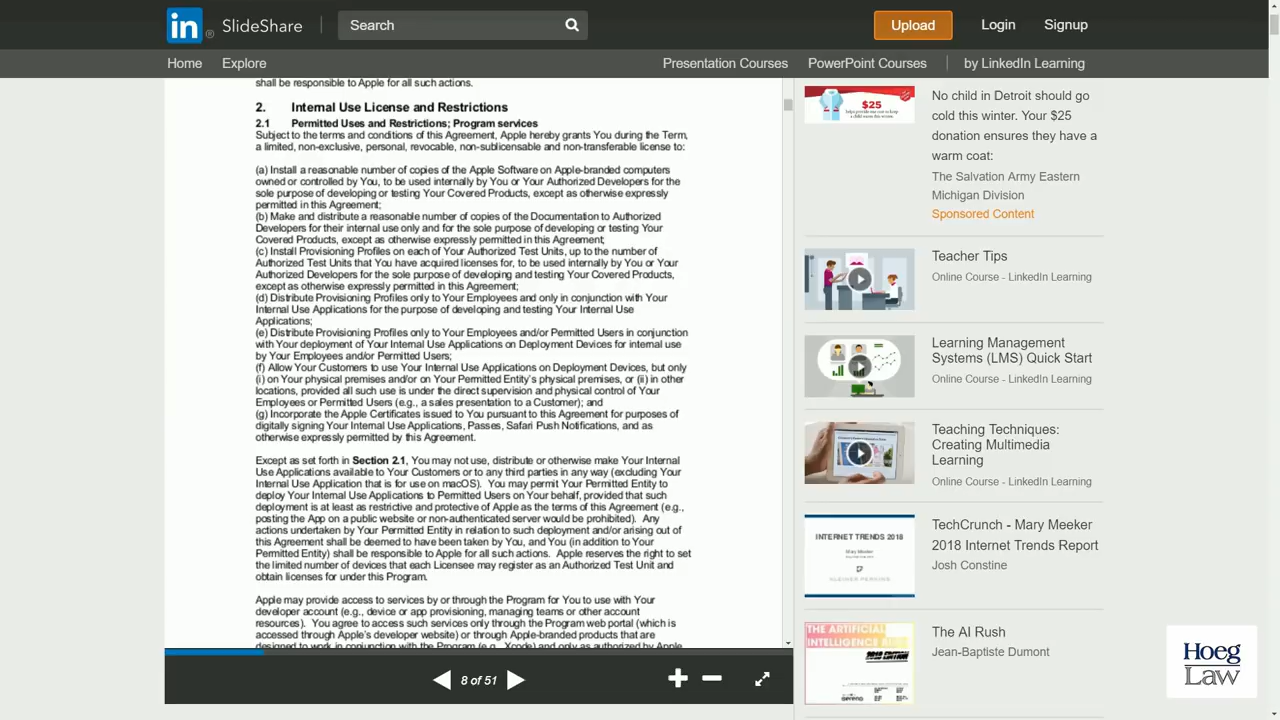 in SlideShare
Search
Upload
Login
Signup
Home
Explore
Presentation Courses
PowerPoint Courses
by LinkedIn Learning
shall be responsible to Apple for all such actions.
2. Internal Use License and Restrictions
2.1 Permitted Uses and Restrictions; Program services
Subject to the terms and conditions of this Agreement, Apple hereby grants You during the Term,
a limited, non-exclusive, personal, revocable, non-sublicensable and non-transferable license to:
(a) Install a reasonable number of copies of the Apple Software on Apple-branded computers
owned or controlled by You, to be used internally by You or Your Authorized Developers for the
sole purpose of developing or testing Your Covered Products, except as otherwise expressly
permitted in this Agreement;
(b) Make and distribute a reasonable number of copies of the Documentation to Authorized
Developers for their internal use only and for the sole purpose of developing or testing Your
Covered Products, except as otherwise expressly permitted in this Agreement;
(c) Install Provisioning Profiles on each of Your Authorized Test Units, up to the number of
Authorized Test Units that You have acquired licenses for, to be used internally by You or Your
Authorized Developers for the sole purpose of developing and testing Your Covered Products,
except as otherwise expressly permitted in this Agreement;
(d) Distribute Provisioning Profiles only to Your Employees and only in conjunction with Your
Internal Use Applications for the purpose of developing and testing Your Internal Use
Applications;
(e) Distribute Provisioning Profiles only to Your Employees and/or Permitted Users in conjunction
with Your deployment of Your Internal Use Applications on Deployment Devices for internal use
by Your Employees and/or Permitted Users;
(f) Allow Your Customers to use Your Internal Use Applications on Deployment Devices, but only
(i) on Your physical premises and/or on Your Permitted Entity's physical premises, or (ii) in other
locations, provided all such use is under the direct supervision and physical control of Your
Employees or Permitted Users (e.g., a sales presentation to a Customer); and
(g) Incorporate the Apple Certificates issued to You pursuant to this Agreement for purposes of
digitally signing Your Internal Use Applications, Passes, Safari Push Notifications, and as
otherwise expressly permitted by this Agreement.
Except as set forth in Section 2.1, You may not use, distribute or otherwise make Your Internal
Use Applications available to Your Customers or to any third parties in any way (excluding Your
Internal Use Application that is for use on macOS). You may permit Your Permitted Entity to
deploy Your Internal Use Applications to Permitted Users on Your behalf, provided that such
deployment is at least as restrictive and protective of Apple as the terms of this Agreement (e.g.,
posting the App on a public website or non-authenticated server would be prohibited). Any
actions undertaken by Your Permitted Entity in relation to such deployment and/or arising out of
this Agreement shall be deemed to have been taken by You, and You (in addition to Your
Permitted Entity) shall be responsible to Apple for all such actions. Apple reserves the right to set
the limited number of devices that each Licensee may register as an Authorized Test Unit and
obtain licenses for under this Program.
Apple may provide access to services by or through the Program for You to use with Your
developer account (e.g., device or app provisioning, managing teams or other account
resources). You agree to access such services only through the Program web portal (which is
accessed through Apple's developer website) or through Apple-branded products that are
designed to work in conjunction with the Program (e.g., Xcode) and only as authorized by Apple
8 of 51
$25
No child in Detroit should go
cold this winter. Your $25
donation ensures they have a
warm coat:
The Salvation Army Eastern
Michigan Division
Sponsored Content
Teacher Tips
Online Course - LinkedIn Learning
Learning Management
Systems (LMS) Quick Start
Online Course - LinkedIn Learning
Teaching Techniques:
Creating Multimedia
Learning
Online Course - LinkedIn Learning
INTERNET TRENDS 2018
Mary Meeker
KLEINER PERKINS
TechCrunch - Mary Meeker
2018 Internet Trends Report
Josh Constine
THE ARTIFICIAL
2018 EDITION
The AI Rush
Jean-Baptiste Dumont
Hoeg
Law